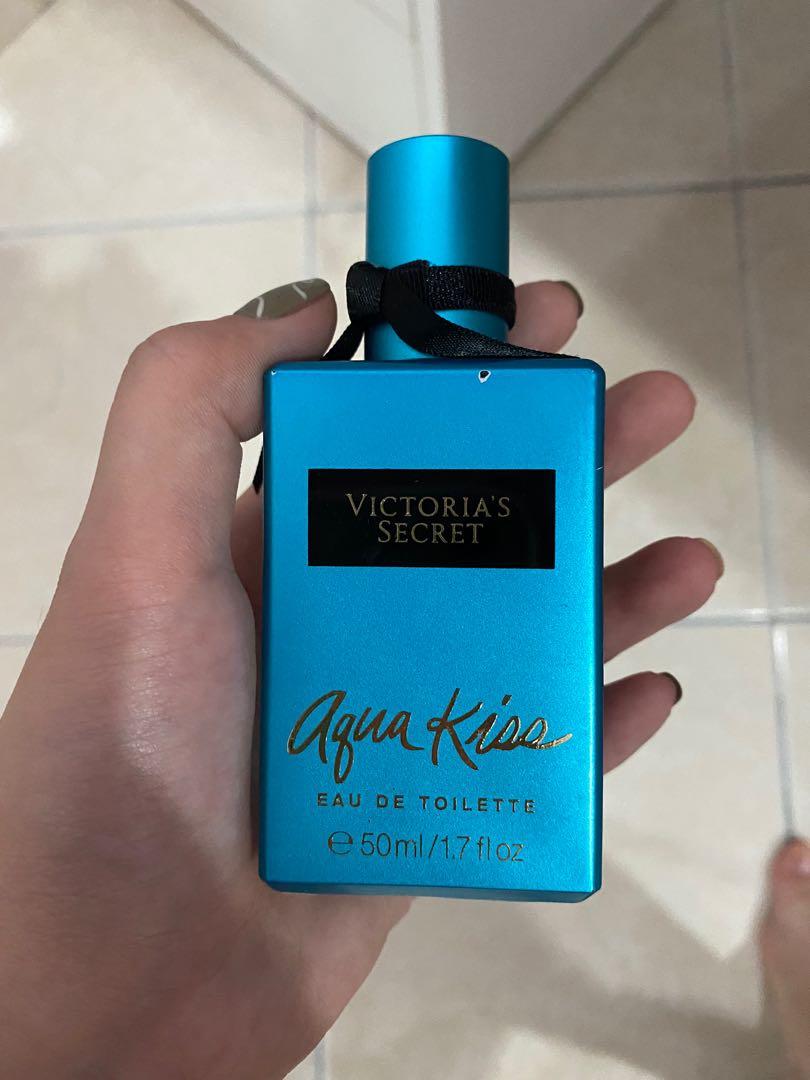 VICTORIA'S
SECRET
Aqua Kiss
EAU DE TOILETTE
℮ 50ml/1.7 fl oz